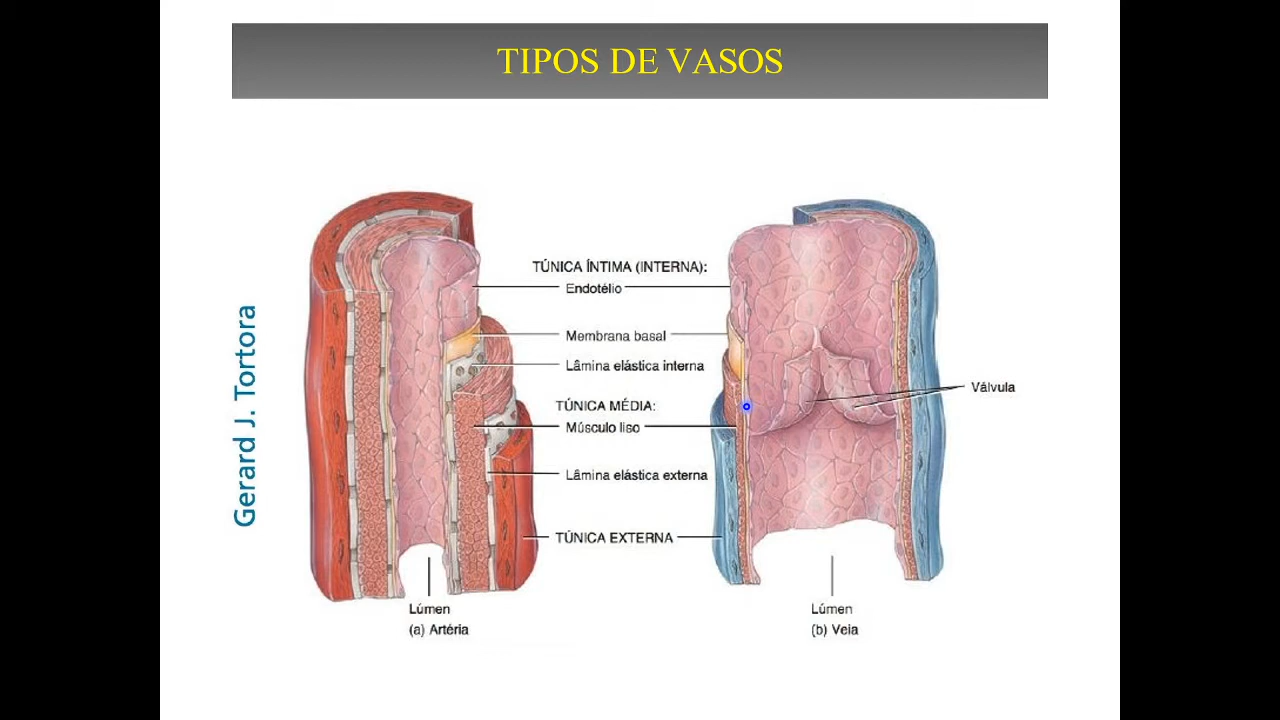 TIPOS DE VASOS
Gerard J. Tortora
TÚNICA ÍNTIMA (INTERNA):
Endotélio
Membrana basal
Lâmina elástica interna
TÚNICA MÉDIA:
Músculo liso
Lâmina elástica externa
TÚNICA EXTERNA
Válvula
Lúmen
(a) Artéria
Lúmen
(b) Veia